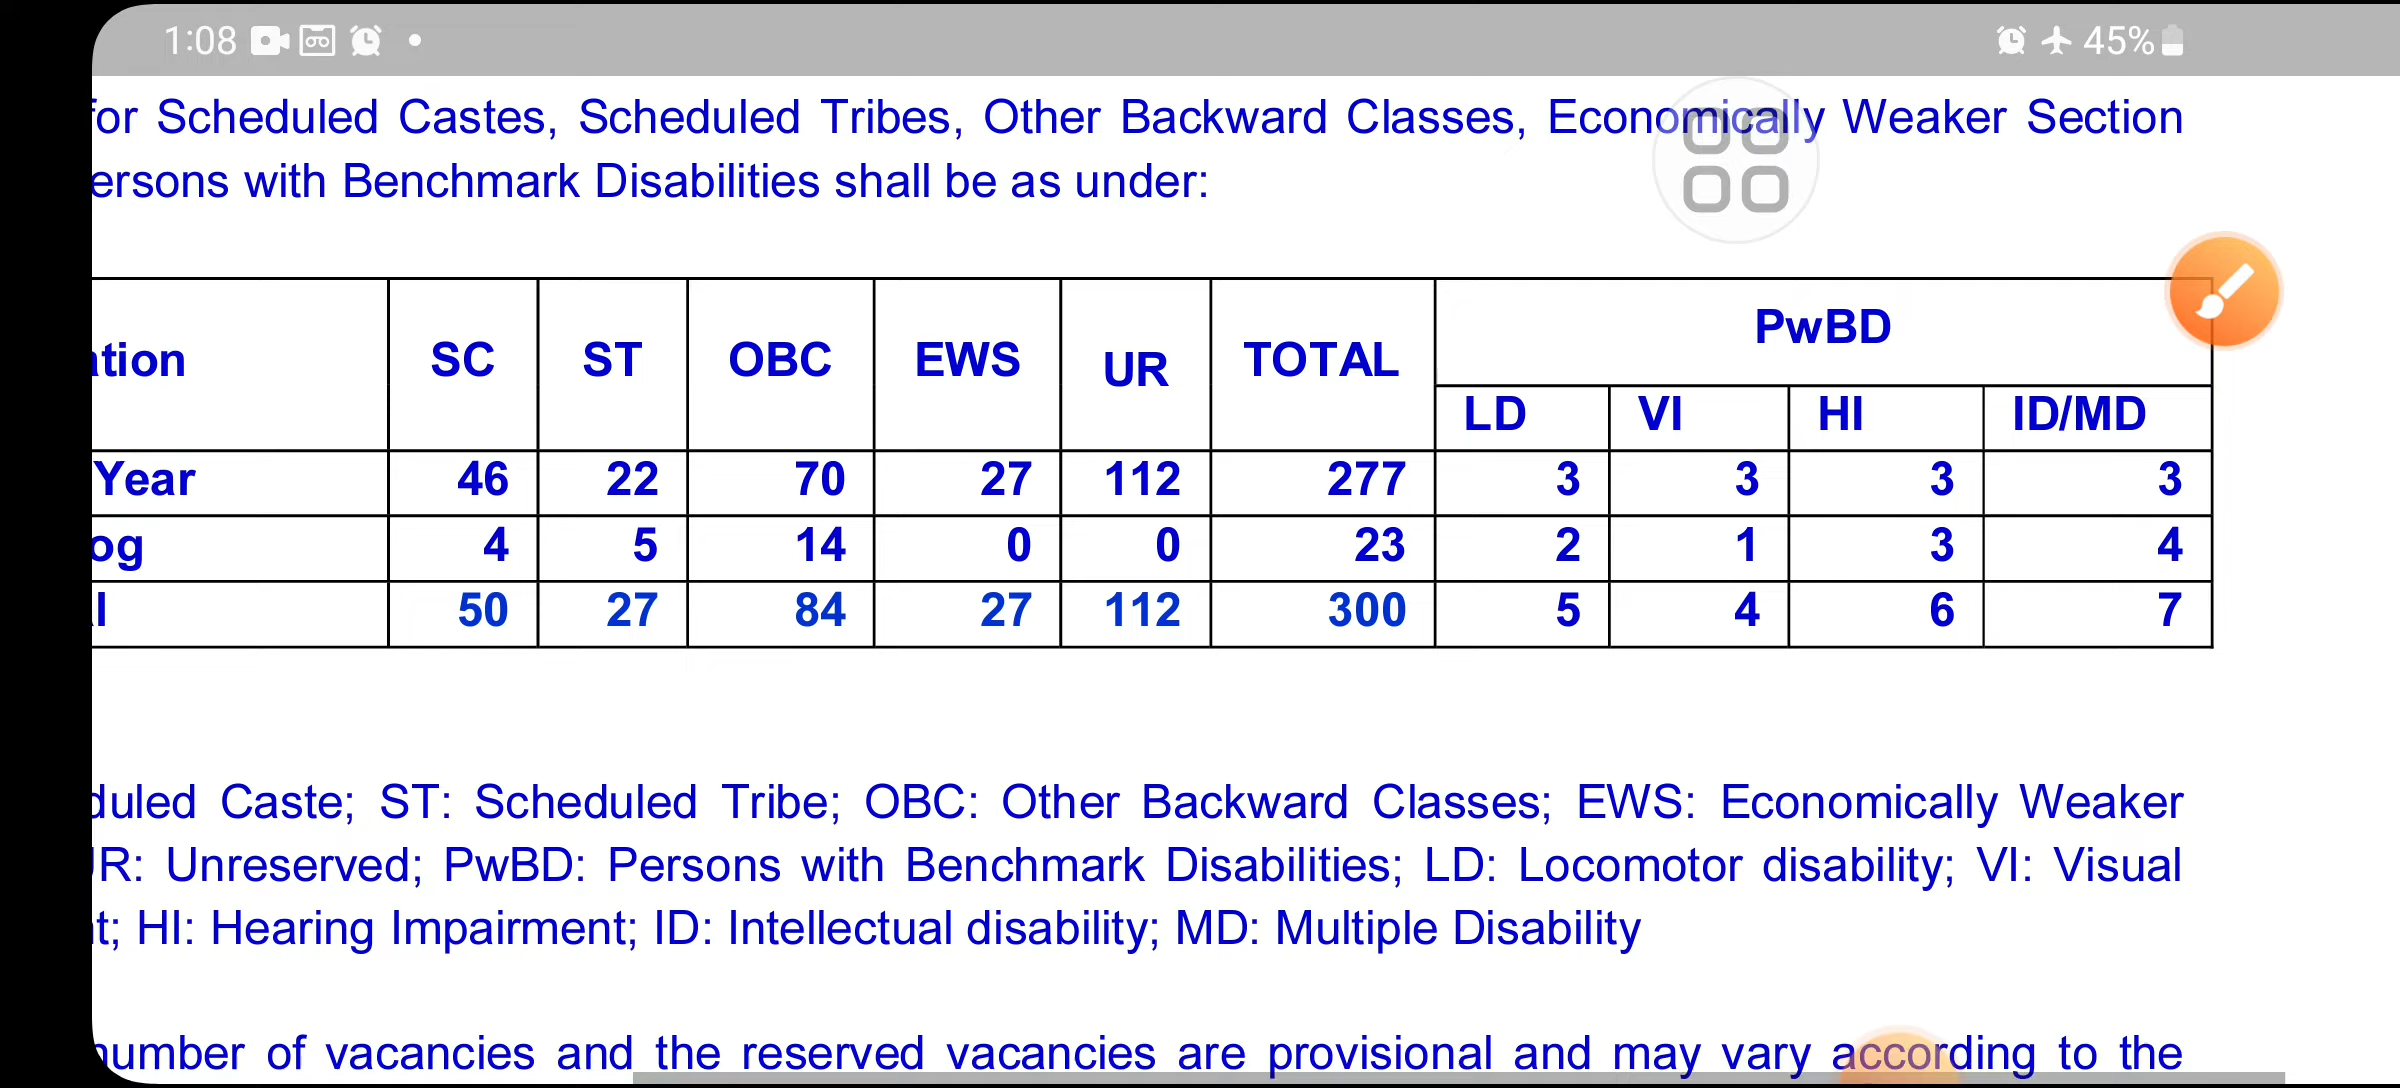 1:08 45%
for Scheduled Castes, Scheduled Tribes, Other Backward Classes, Economically Weaker Section
ersons with Benchmark Disabilities shall be as under:
ation SC ST OBC EWS UR TOTAL PwBD
LD VI HI ID/MD
Year 46 22 70 27 112 277 3 3 3 3
og 4 5 14 0 0 23 2 1 3 4
l 50 27 84 27 112 300 5 4 6 7
duled Caste; ST: Scheduled Tribe; OBC: Other Backward Classes; EWS: Economically Weaker
UR: Unreserved; PwBD: Persons with Benchmark Disabilities; LD: Locomotor disability; VI: Visual
t; HI: Hearing Impairment; ID: Intellectual disability; MD: Multiple Disability
number of vacancies and the reserved vacancies are provisional and may vary according to the